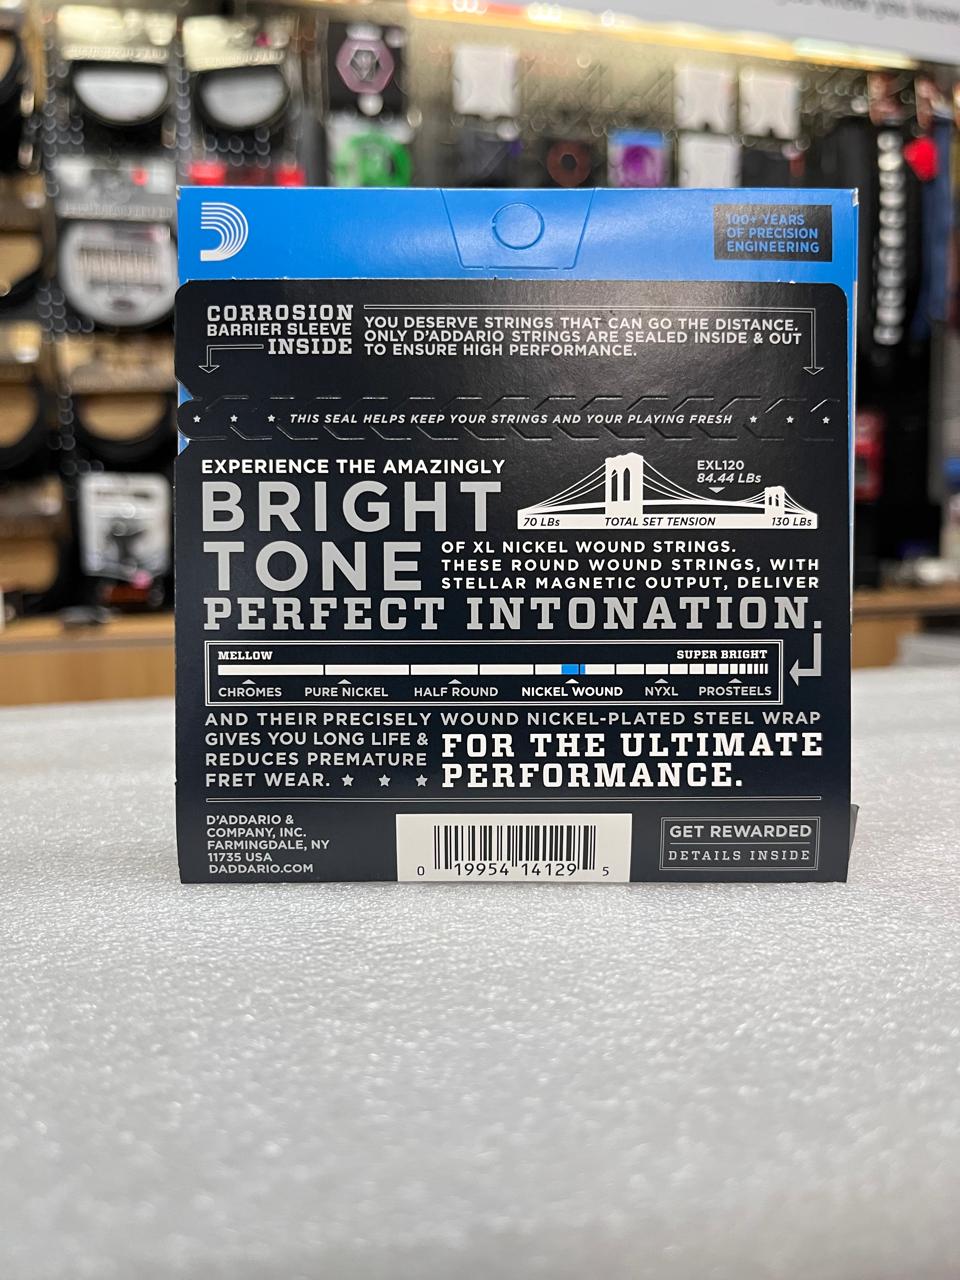 you know you know
100+ YEARS
OF PRECISION
ENGINEERING
CORROSION
BARRIER SLEEVE
INSIDE
YOU DESERVE STRINGS THAT CAN GO THE DISTANCE.
ONLY D'ADDARIO STRINGS ARE SEALED INSIDE & OUT
TO ENSURE HIGH PERFORMANCE.
THIS SEAL HELPS KEEP YOUR STRINGS AND YOUR PLAYING FRESH
EXPERIENCE THE AMAZINGLY
BRIGHT
TONE
EXL120
84.44 LBs
70 LBs TOTAL SET TENSION 130 LBs
OF XL NICKEL WOUND STRINGS.
THESE ROUND WOUND STRINGS, WITH
STELLAR MAGNETIC OUTPUT, DELIVER
PERFECT INTONATION.
MELLOW SUPER BRIGHT
CHROMES PURE NICKEL HALF ROUND NICKEL WOUND NYXL PROSTEELS
AND THEIR PRECISELY WOUND NICKEL-PLATED STEEL WRAP
GIVES YOU LONG LIFE &
REDUCES PREMATURE
FRET WEAR.
FOR THE ULTIMATE
PERFORMANCE.
D'ADDARIO &
COMPANY, INC.
FARMINGDALE, NY
11735 USA
DADDARIO.COM
0 19954 14129 5
GET REWARDED
DETAILS INSIDE